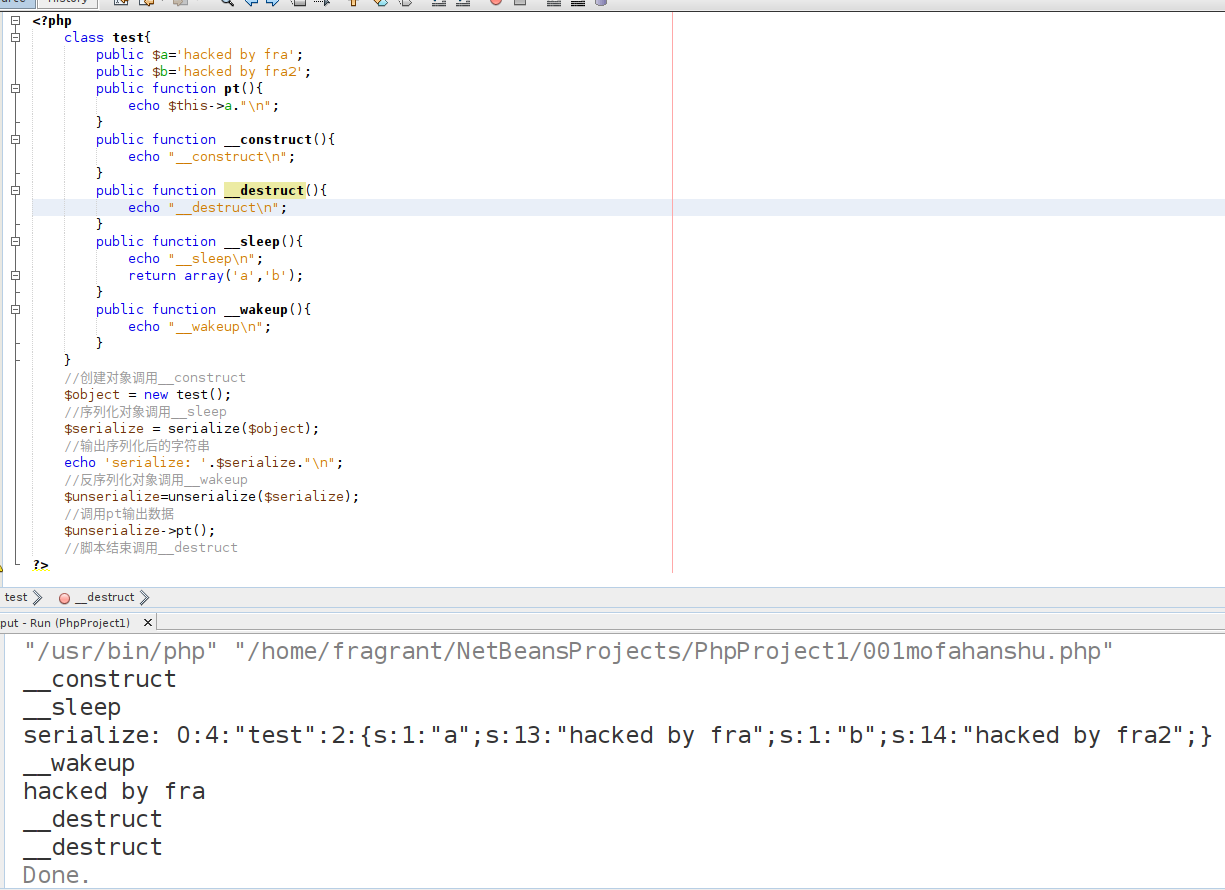 History
<?php
class test{
public $a='hacked by fra';
public $b='hacked by fra2';
public function pt(){
echo $this->a."\n";
}
public function __construct(){
echo "__construct\n";
}
public function __destruct(){
echo "__destruct\n";
}
public function __sleep(){
echo "__sleep\n";
return array('a','b');
}
public function __wakeup(){
echo "__wakeup\n";
}
}
//创建对象调用__construct
$object = new test();
//序列化对象调用__sleep
$serialize = serialize($object);
//输出序列化后的字符串
echo 'serialize: '.$serialize."\n";
//反序列化对象调用__wakeup
$unserialize=unserialize($serialize);
//调用pt输出数据
$unserialize->pt();
//脚本结束调用__destruct
?>
test __destruct
put - Run (PhpProject1)
"/usr/bin/php" "/home/fragrant/NetBeansProjects/PhpProject1/001mofahanshu.php"
__construct
__sleep
serialize: O:4:"test":2:{s:1:"a";s:13:"hacked by fra";s:1:"b";s:14:"hacked by fra2";}
__wakeup
hacked by fra
__destruct
__destruct
Done.